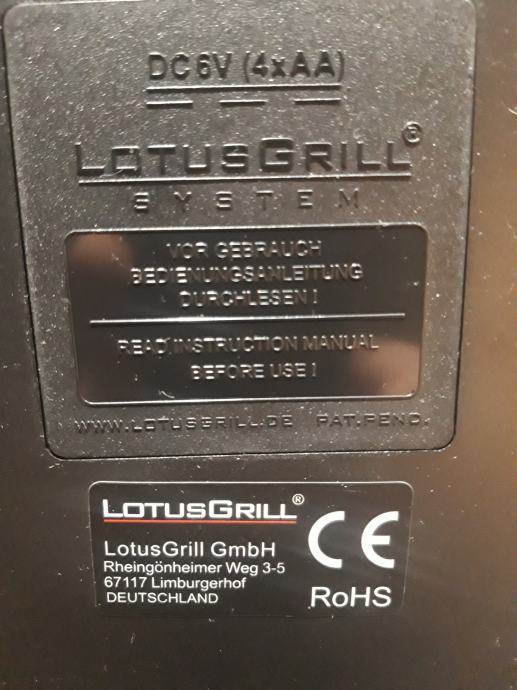 DC 6V (4xAA)
LOTUSGRILL®
SYSTEM
VOR GEBRAUCH
BEDIENUNGSANLEITUNG
DURCHLESEN !
READ INSTRUCTION MANUAL
BEFORE USE !
WWW.LOTUSGRILL.DE PAT.PEND.
LOTUSGRILL®
CE
LotusGrill GmbH
Rheingönheimer Weg 3-5
67117 Limburgerhof
DEUTSCHLAND
RoHS